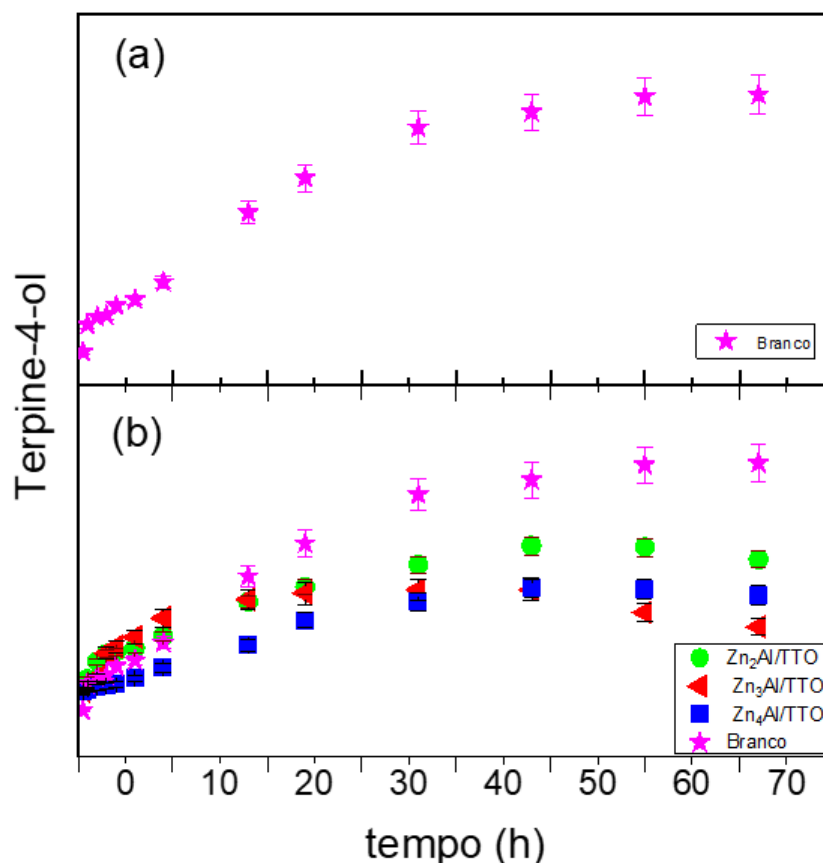 (a)
Branco
Terpine-4-ol
(b)
Zn₂Al/TTO
Zn₃Al/TTO
Zn₄Al/TTO
Branco
0 10 20 30 40 50 60 70
tempo (h)